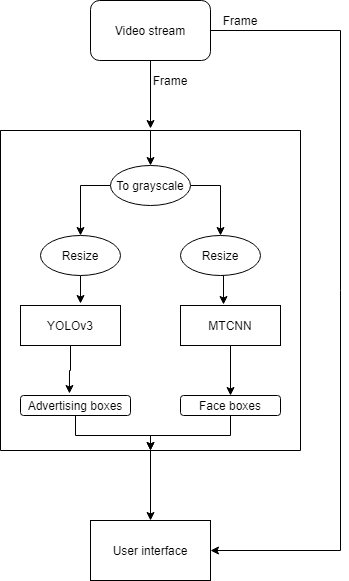 Video stream
Frame
Frame
To grayscale
Resize
Resize
YOLOv3
MTCNN
Advertising boxes
Face boxes
User interface